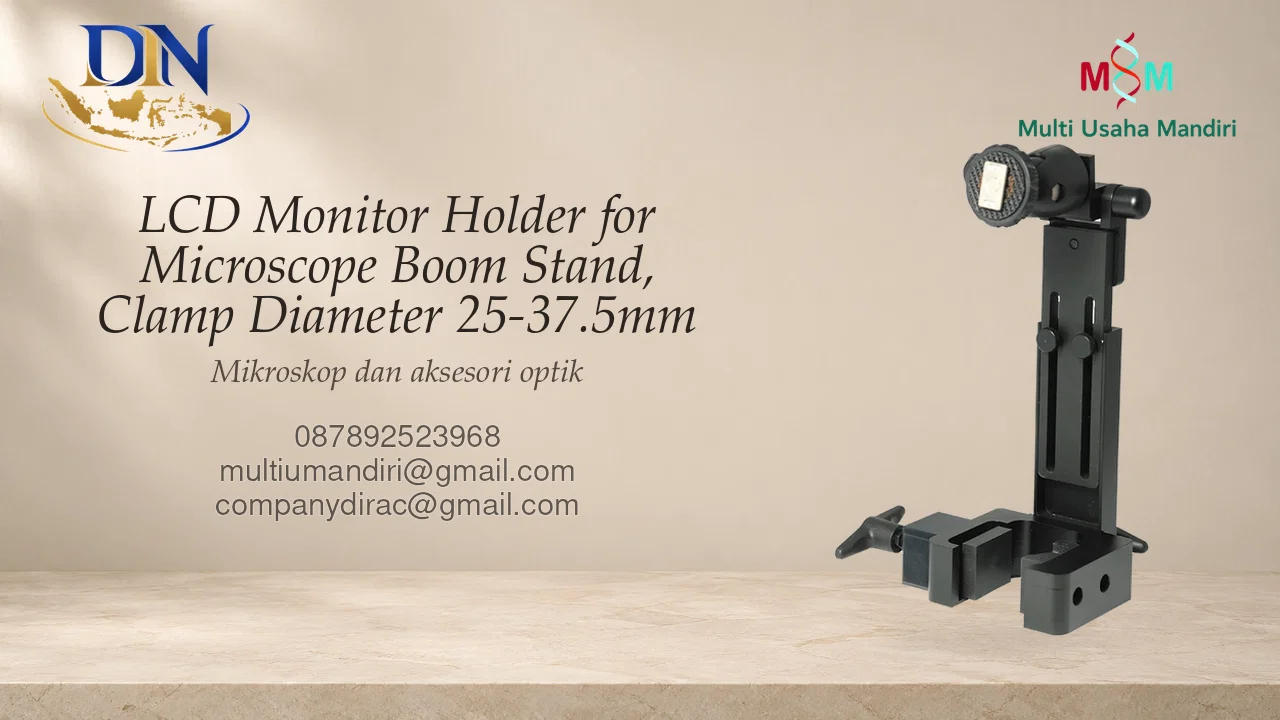 DN
M M
Multi Usaha Mandiri
LCD Monitor Holder for
Microscope Boom Stand,
Clamp Diameter 25-37.5mm
Mikroskop dan aksesori optik
087892523968
multiumandiri@gmail.com
companydirac@gmail.com